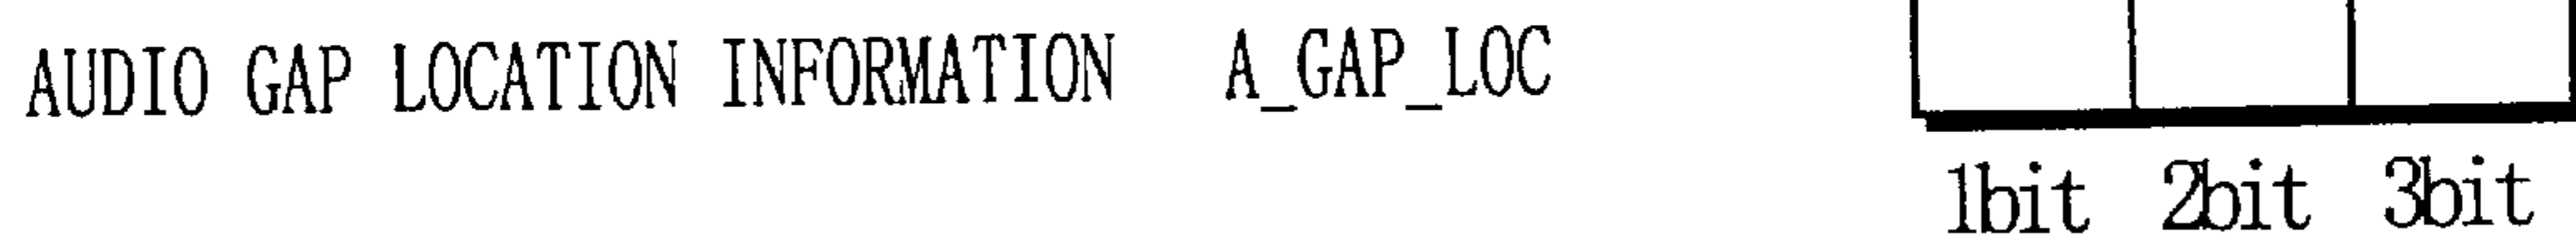 AUDIO GAP LOCATION INFORMATION A_GAP_LOC
1bit 2bit 3bit